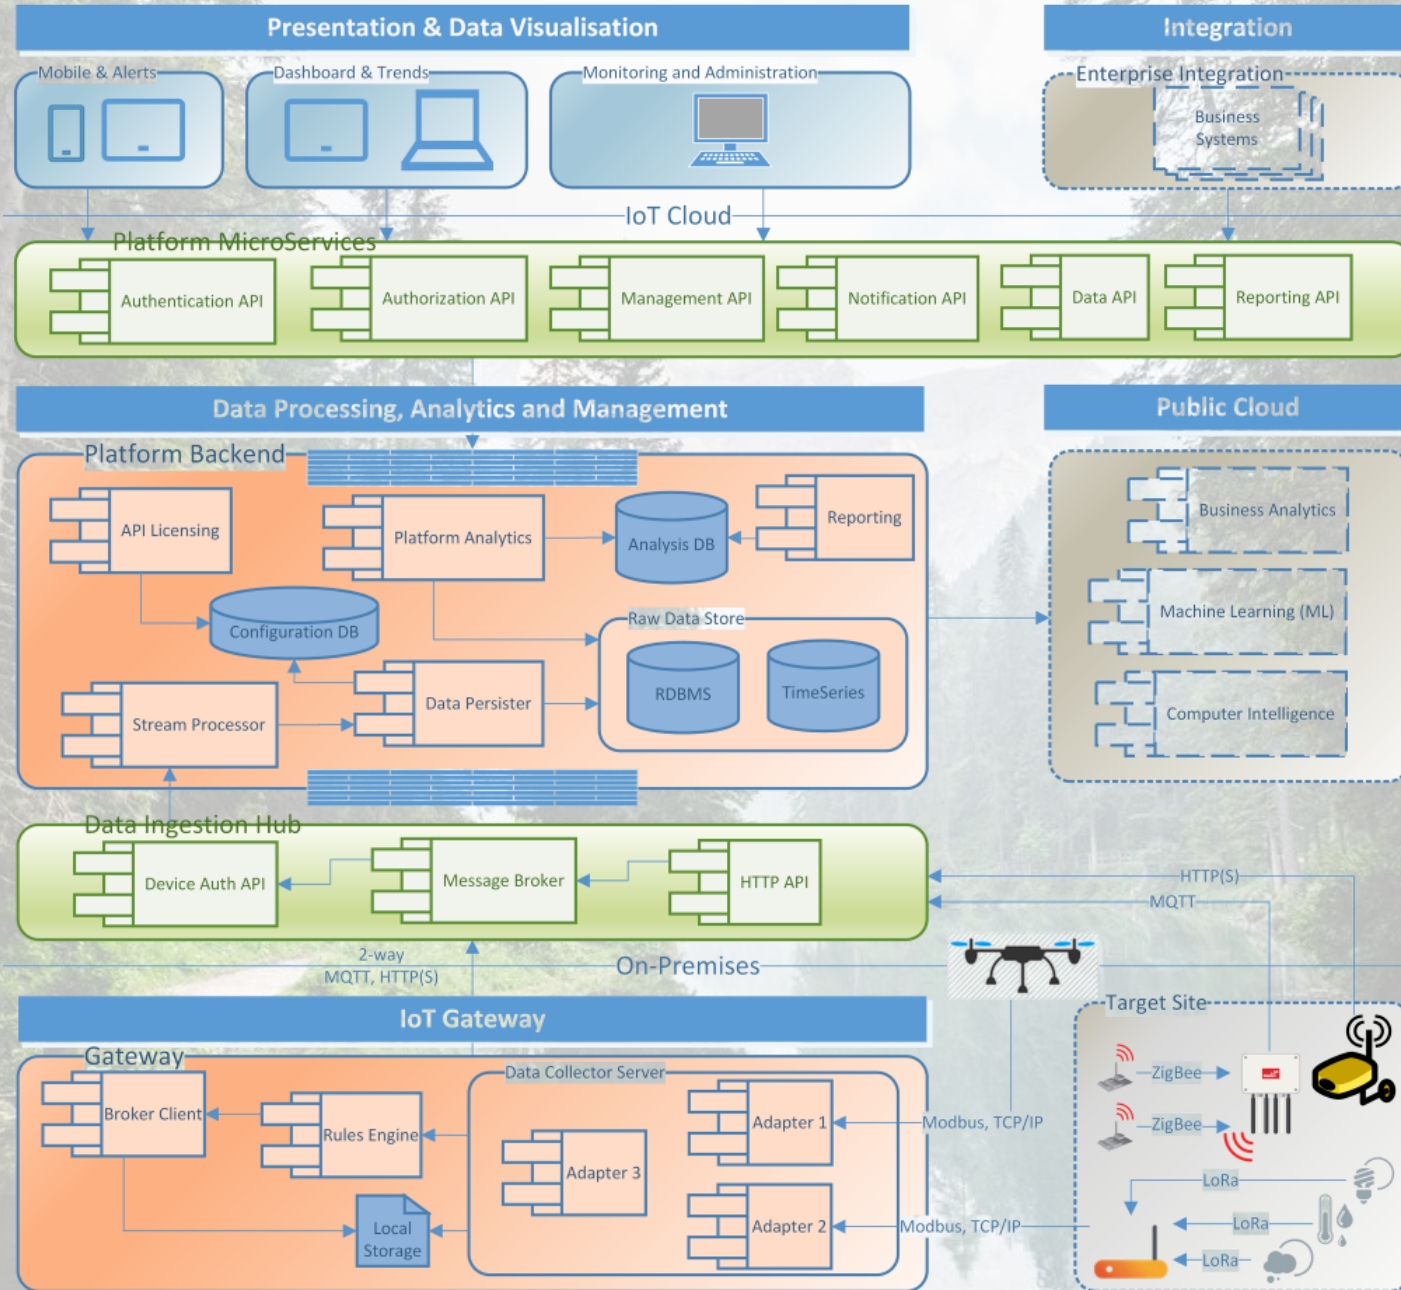 Presentation & Data Visualisation
Integration
Mobile & Alerts
Dashboard & Trends
Monitoring and Administration
Enterprise Integration
Business
Systems
IoT Cloud
Platform MicroServices
Authentication API
Authorization API
Management API
Notification API
Data API
Reporting API
Data Processing, Analytics and Management
Public Cloud
Platform Backend
API Licensing
Platform Analytics
Analysis DB
Reporting
Business Analytics
Configuration DB
Raw Data Store
Machine Learning (ML)
RDBMS
TimeSeries
Stream Processor
Data Persister
Computer Intelligence
Data Ingestion Hub
Device Auth API
Message Broker
HTTP API
HTTP(S)
MQTT
2-way
MQTT, HTTP(S)
On-Premises
IoT Gateway
Target Site
Gateway
Data Collector Server
Broker Client
Rules Engine
Adapter 1
Modbus, TCP/IP
ZigBee
ZigBee
Adapter 3
Local
Storage
Adapter 2
Modbus, TCP/IP
LoRa
LoRa
LoRa